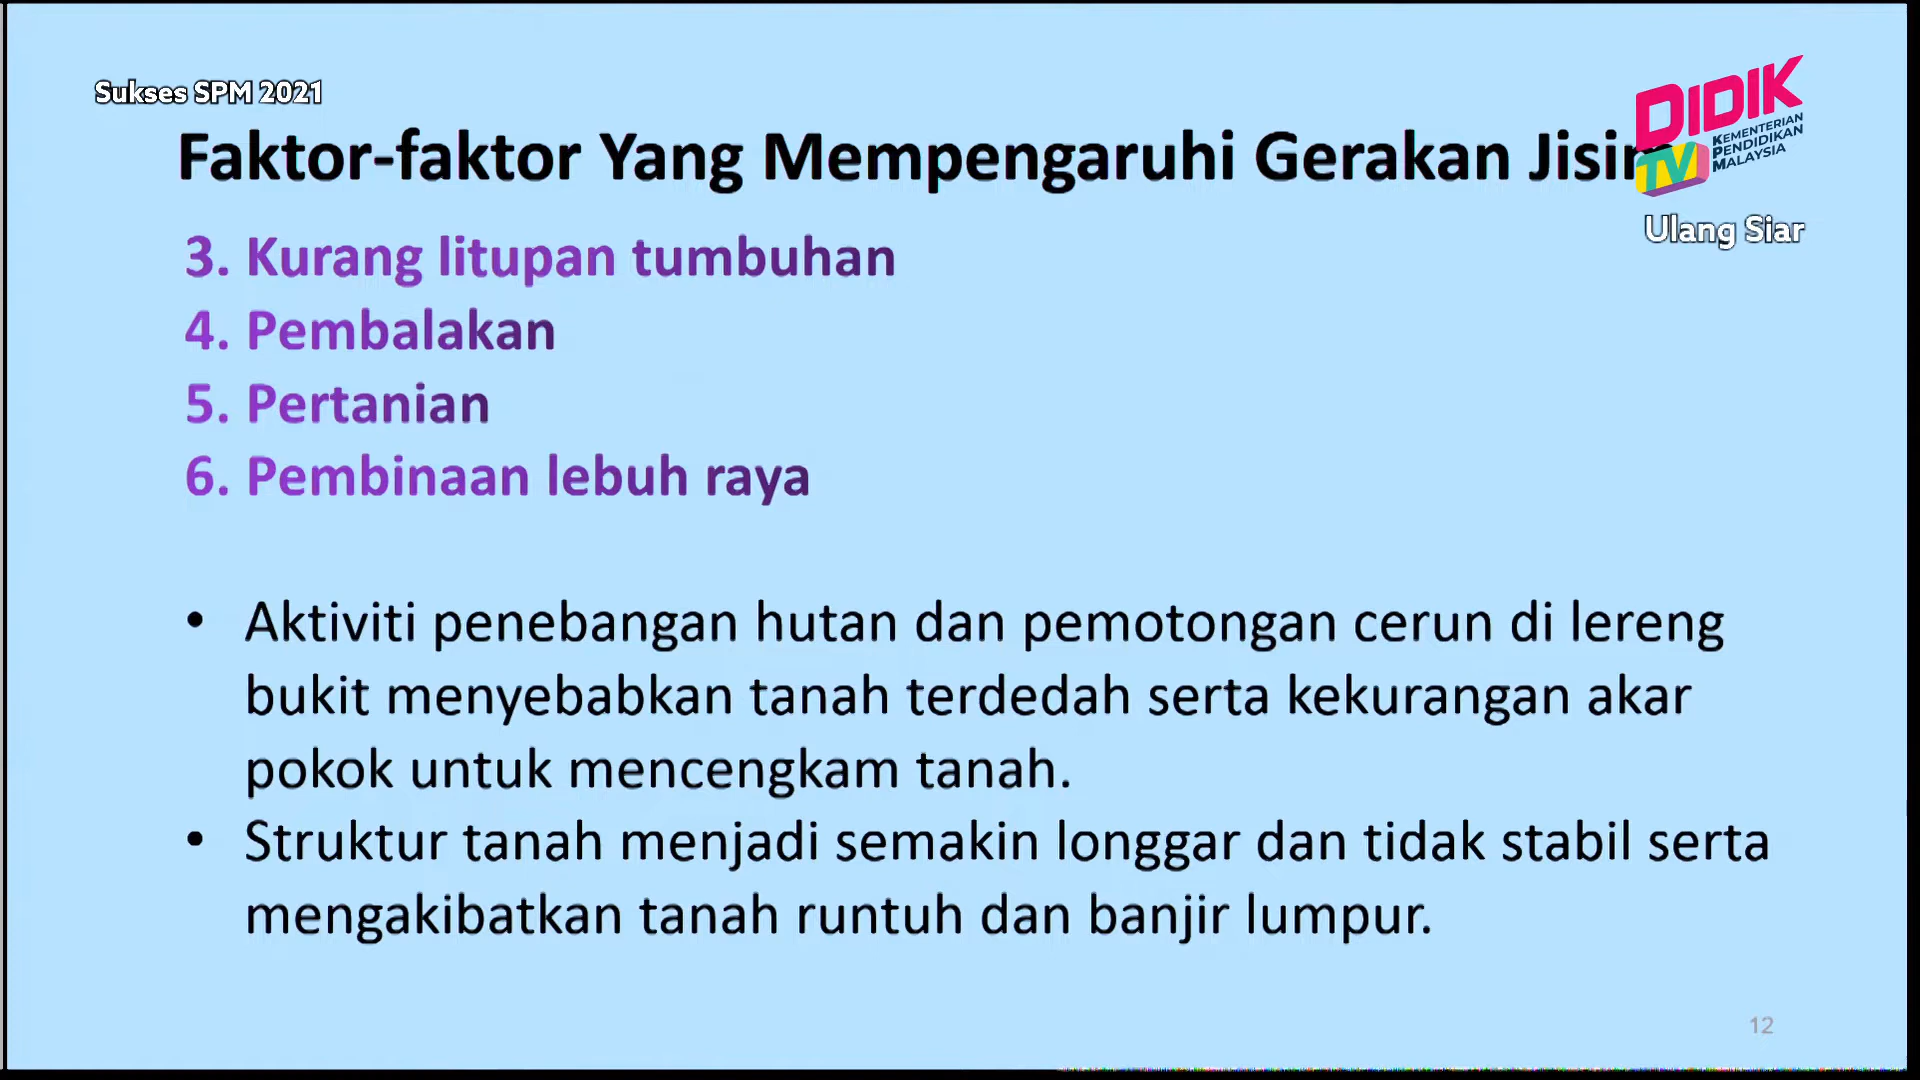 Sukses SPM 2021
DIDIK
TV
KEMENTERIAN
PENDIDIKAN
MALAYSIA
Ulang Siar
Faktor-faktor Yang Mempengaruhi Gerakan
3. Kurang litupan tumbuhan
4. Pembalakan
5. Pertanian
6. Pembinaan lebuh raya
• Aktiviti penebangan hutan dan pemotongan cerun di lereng
bukit menyebabkan tanah terdedah serta kekurangan akar
pokok untuk mencengkam tanah.
• Struktur tanah menjadi semakin longgar dan tidak stabil serta
mengakibatkan tanah runtuh dan banjir lumpur.
12